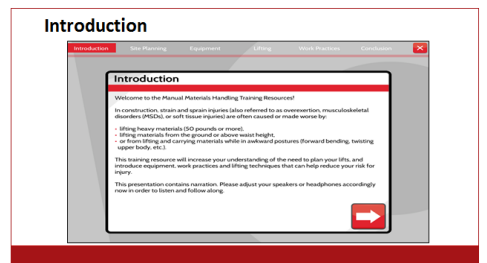 Introduction
Introduction Site Planning Equipment Lifting Work Practices Conclusion
Introduction
Welcome to the Manual Materials Handling Training Resources!
In construction, strain and sprain injuries (also referred to as overexertion, musculoskeletal
disorders (MSDs), or soft tissue injuries) are often caused or made worse by:
- lifting heavy materials (50 pounds or more),
- lifting materials from the ground or above waist height,
- or from lifting and carrying materials while in awkward postures (forward bending, twisting
upper body, etc.).
This training resource will increase your understanding of the need to plan your lifts, and
introduce equipment, work practices and lifting techniques that can help reduce your risk for
injury.
This presentation contains narration. Please adjust your speakers or headphones accordingly
now in order to listen and follow along.